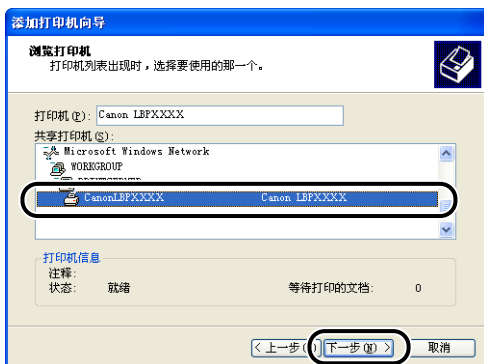 添加打印机向导
浏览打印机
打印机列表出现时，选择要使用的那一个。
打印机(P): Canon LBPXXXX
共享打印机(S):
Microsoft Windows Network
WORKGROUP
CanonLBPXXXX Canon LBPXXXX
打印机信息
注释:
状态: 就绪 等待打印的文档: 0
<上一步( 下一步(N) > 取消